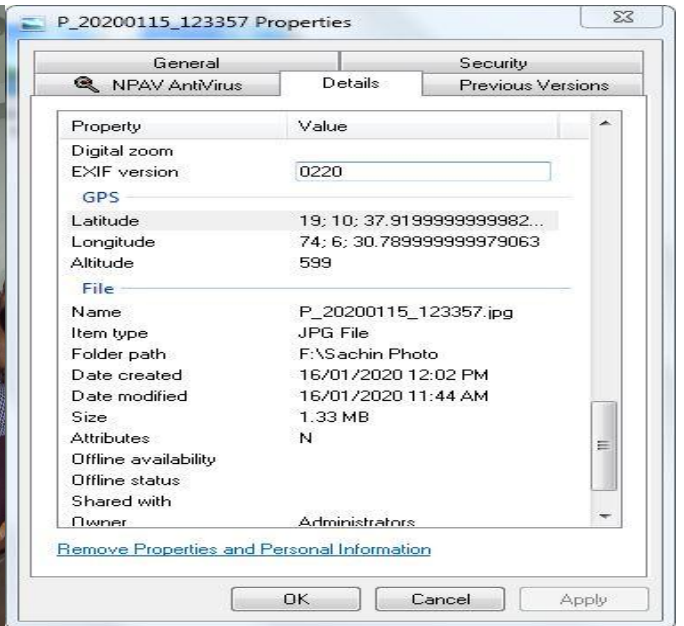 P_20200115_123357 Properties
General Security
NPAV AntiVirus Details Previous Versions
Property Value
Digital zoom
EXIF version 0220
GPS
Latitude 19; 10; 37.9199999999982...
Longitude 74; 6; 30.789999999979063
Altitude 599
File
Name P_20200115_123357.jpg
Item type JPG File
Folder path F:\Sachin Photo
Date created 16/01/2020 12:02 PM
Date modified 16/01/2020 11:44 AM
Size 1.33 MB
Attributes N
Offline availability
Offline status
Shared with
Owner Administrators
Remove Properties and Personal Information
OK Cancel Apply